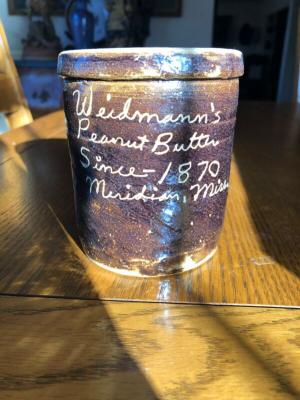 Weidmann's
Peanut Butter
Since - 1870
Meridian, Miss